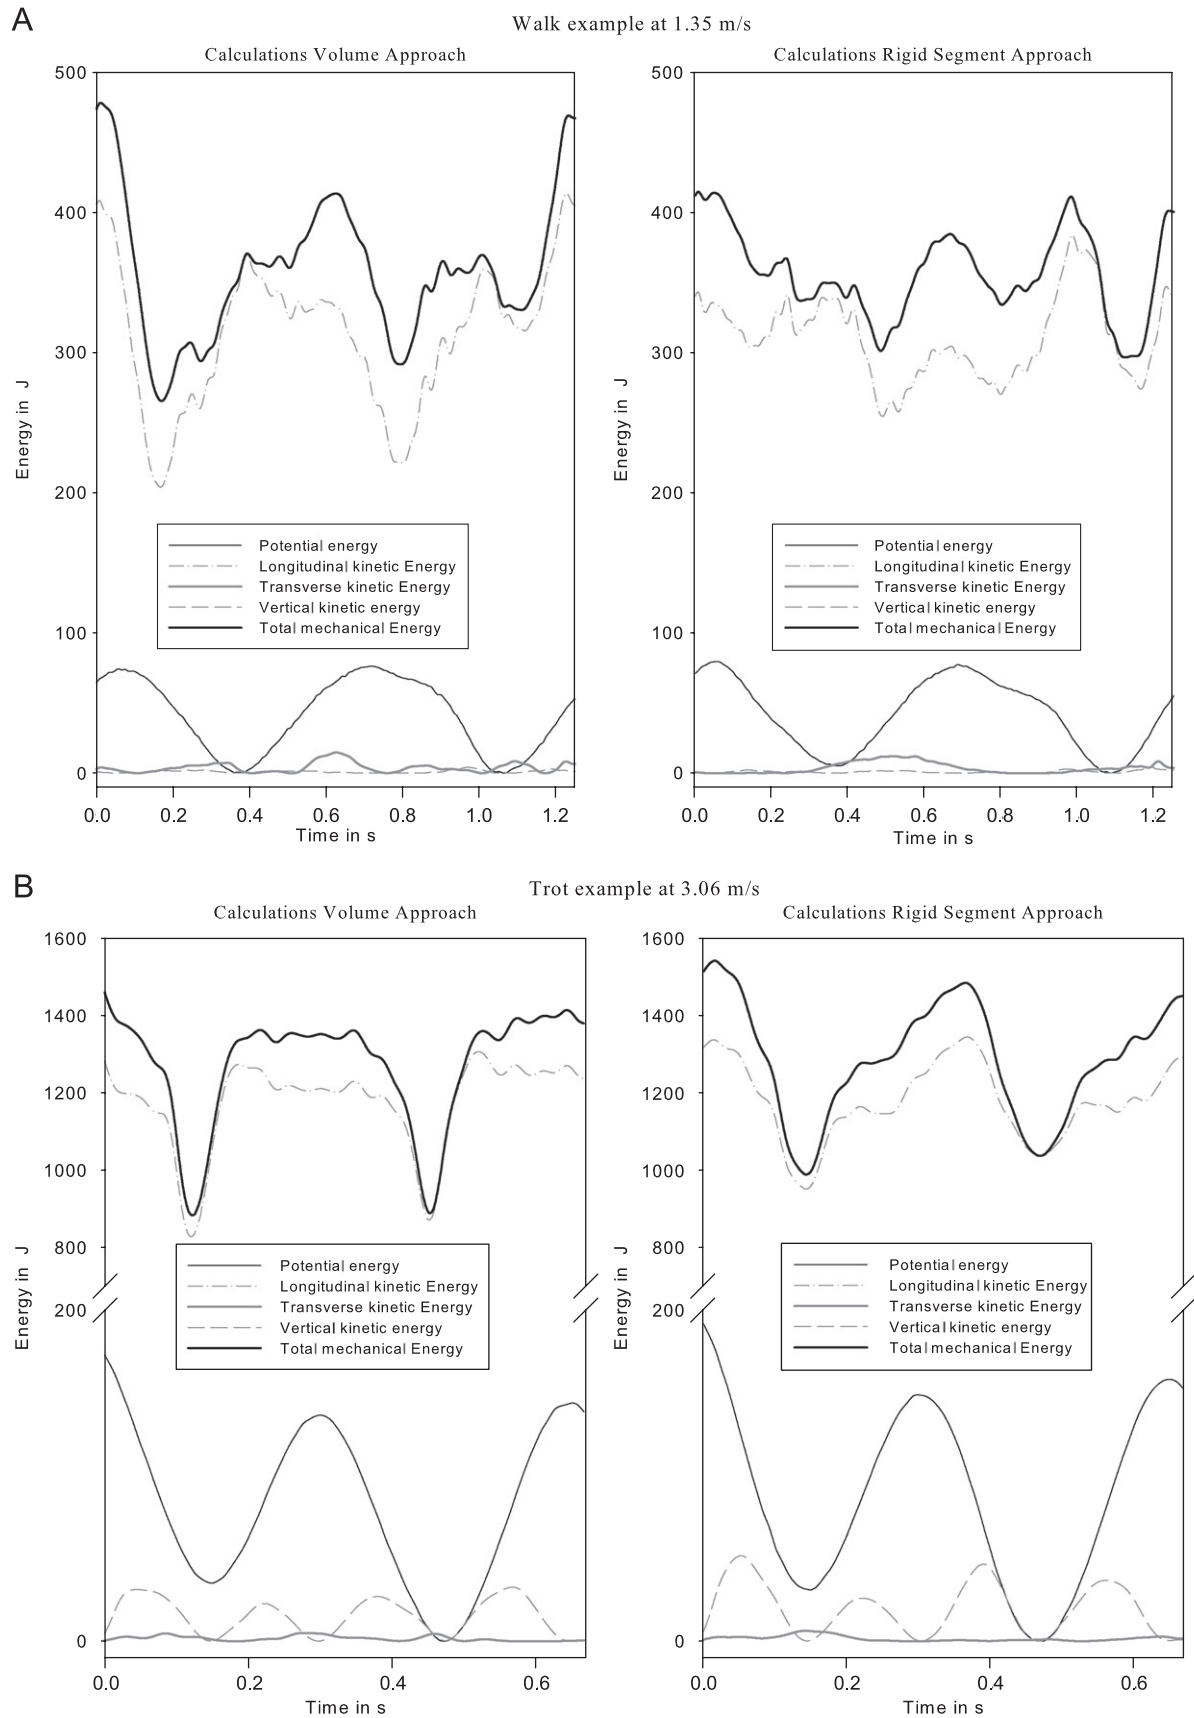 A
Walk example at 1.35 m/s
Calculations Volume Approach
Calculations Rigid Segment Approach
500
400
300
200
100
0
Energy in J
Potential energy
Longitudinal kinetic Energy
Transverse kinetic Energy
Vertical kinetic energy
Total mechanical Energy
0.0 0.2 0.4 0.6 0.8 1.0 1.2
Time in s
500
400
300
200
100
0
Energy in J
Potential energy
Longitudinal kinetic Energy
Transverse kinetic Energy
Vertical kinetic energy
Total mechanical Energy
0.0 0.2 0.4 0.6 0.8 1.0 1.2
Time in s
B
Trot example at 3.06 m/s
Calculations Volume Approach
Calculations Rigid Segment Approach
1600
1400
1200
1000
800
200
0
Energy in J
Potential energy
Longitudinal kinetic Energy
Transverse kinetic Energy
Vertical kinetic energy
Total mechanical Energy
0.0 0.2 0.4 0.6
Time in s
1600
1400
1200
1000
800
200
0
Energy in J
Potential energy
Longitudinal kinetic Energy
Transverse kinetic Energy
Vertical kinetic energy
Total mechanical Energy
0.0 0.2 0.4 0.6
Time in s